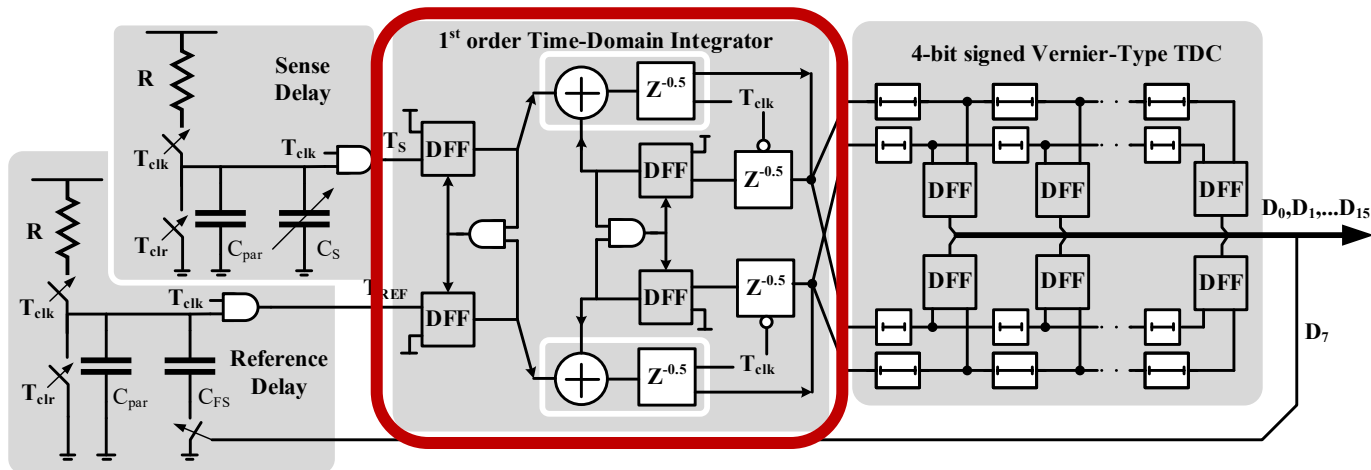 1st order Time-Domain Integrator
4-bit signed Vernier-Type TDC
R
Sense
Delay
Tclk
Tclr
Cpar
CS
Tclk
TS
R
Tclk
Tclr
Cpar
CFS
Tclk
TREF
Reference
Delay
DFF
DFF
Z-0.5
Tclk
DFF
Z-0.5
DFF
Z-0.5
Tclk
Z-0.5
DFF
DFF
DFF
DFF
DFF
DFF
D0,D1,...D15
D7